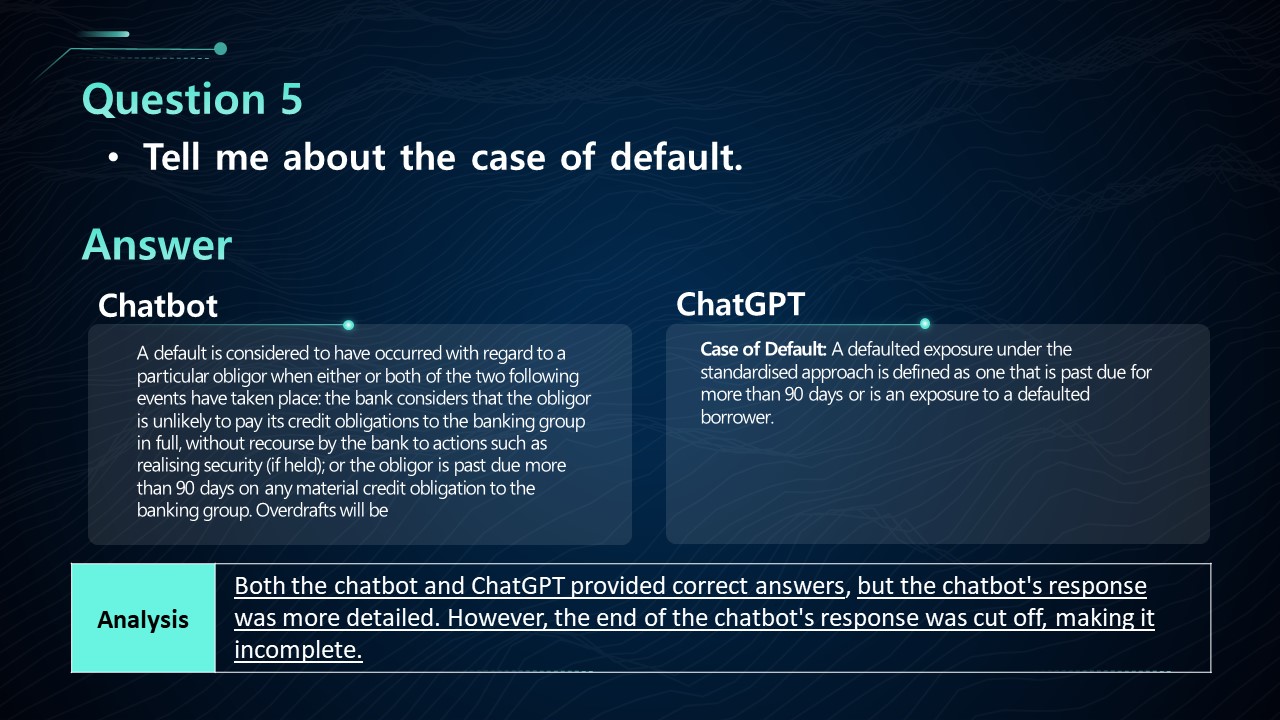 Question 5
• Tell me about the case of default.
Answer
Chatbot
A default is considered to have occurred with regard to a
particular obligor when either or both of the two following
events have taken place: the bank considers that the obligor
is unlikely to pay its credit obligations to the banking group
in full, without recourse by the bank to actions such as
realising security (if held); or the obligor is past due more
than 90 days on any material credit obligation to the
banking group. Overdrafts will be
ChatGPT
Case of Default: A defaulted exposure under the
standardised approach is defined as one that is past due for
more than 90 days or is an exposure to a defaulted
borrower.
Analysis
Both the chatbot and ChatGPT provided correct answers, but the chatbot's response
was more detailed. However, the end of the chatbot's response was cut off, making it
incomplete.